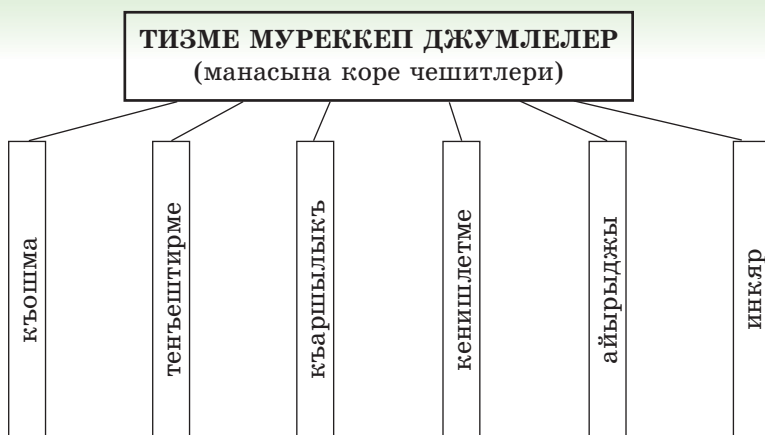 ТИЗМЕ МУРЕККЕП ДЖУМЛЕЛЕР
(манасына коре чешитлери)
къошма
тенъештирме
къаршылыкъ
кенишлетме
айырыджы
инкяр